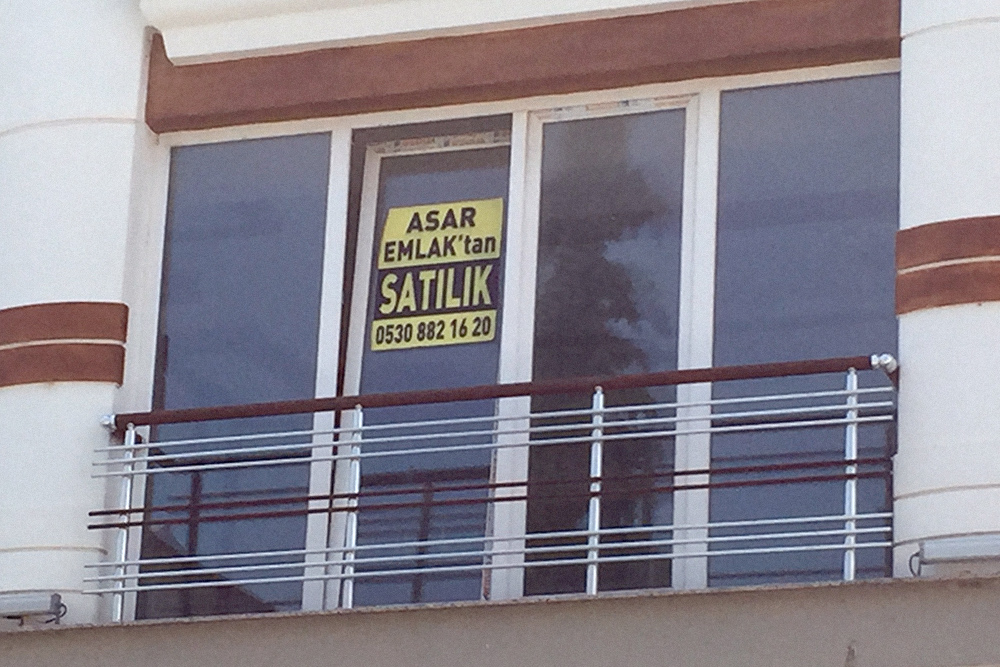 ASAR
EMLAK'tan
SATILIK
0530 882 16 20